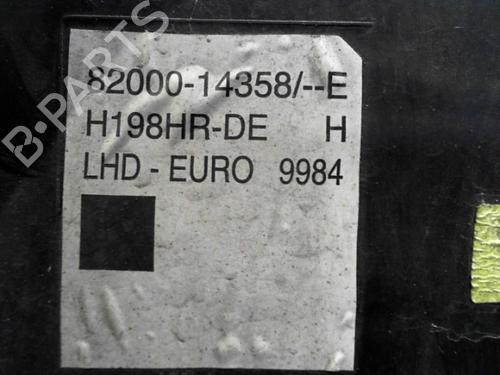 B-PARTS
82000-14358/--E
H198HR-DE H
LHD - EURO 9984